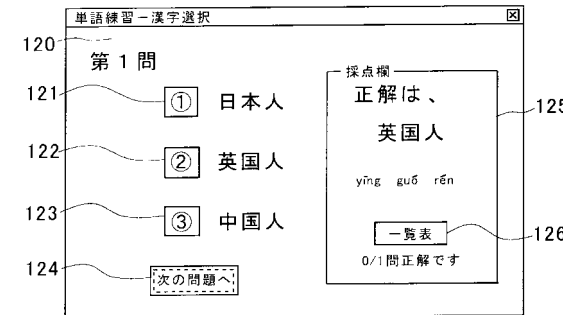 単語練習－漢字選択
120
第1問
121
① 日本人
122
② 英国人
123
③ 中国人
124
次の問題へ
採点欄
正解は、
英国人
yīng guó rén
一覧表
0/1問正解です
125
126